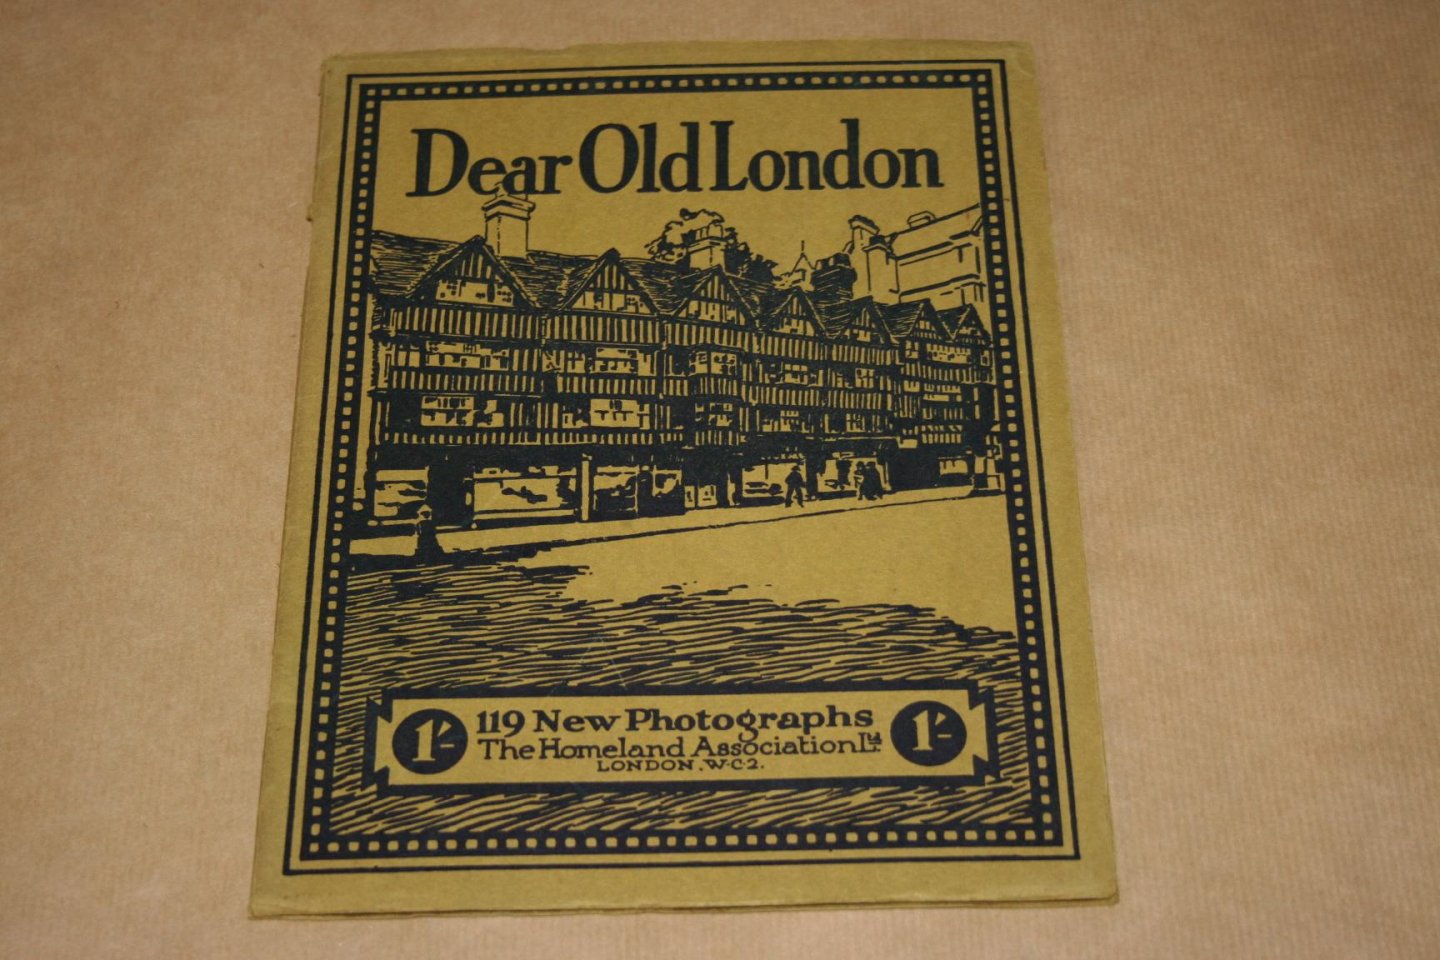 Dear Old London
1/- 119 New Photographs 1/-
The Homeland Association Ltd.
LONDON. W.C.2.